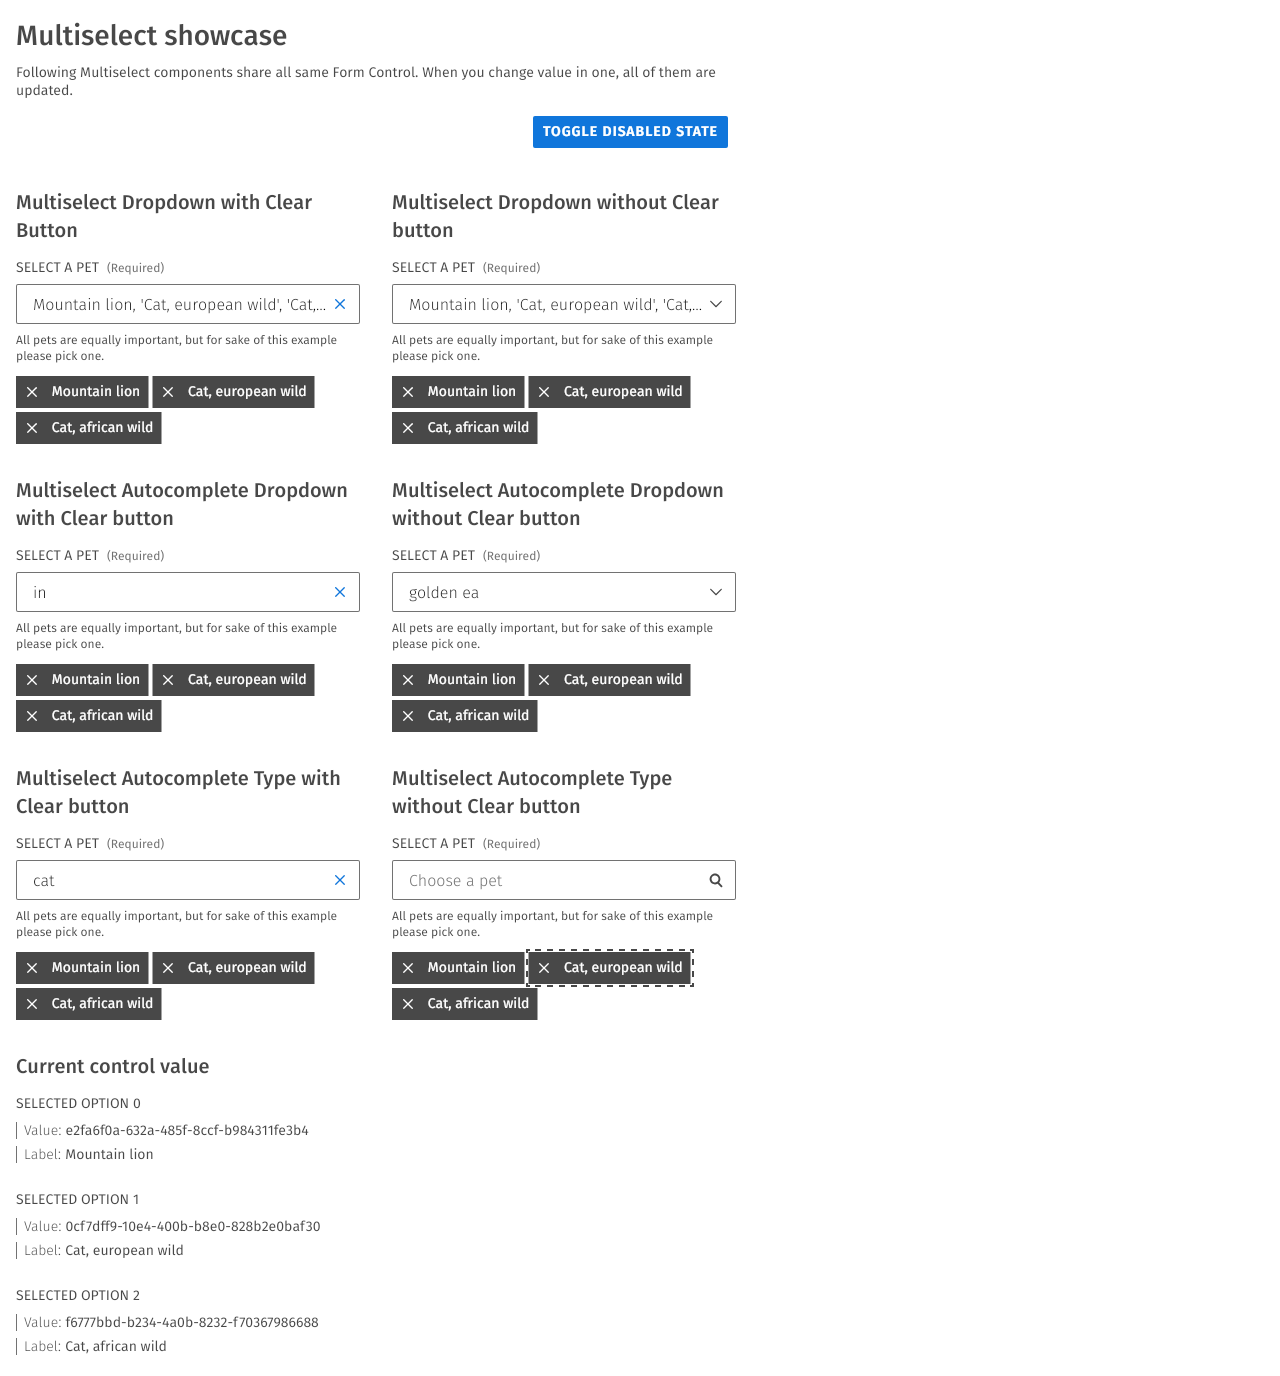 Multiselect showcase
Following Multiselect components share all same Form Control. When you change value in one, all of them are
updated.
TOGGLE DISABLED STATE
Multiselect Dropdown with Clear
Button
SELECT A PET (Required)
Mountain lion, 'Cat, european wild', 'Cat,...
All pets are equally important, but for sake of this example
please pick one.
Mountain lion
Cat, european wild
Cat, african wild
Multiselect Dropdown without Clear
button
SELECT A PET (Required)
Mountain lion, 'Cat, european wild', 'Cat,...
All pets are equally important, but for sake of this example
please pick one.
Mountain lion
Cat, european wild
Cat, african wild
Multiselect Autocomplete Dropdown
with Clear button
SELECT A PET (Required)
in
All pets are equally important, but for sake of this example
please pick one.
Mountain lion
Cat, european wild
Cat, african wild
Multiselect Autocomplete Dropdown
without Clear button
SELECT A PET (Required)
golden ea
All pets are equally important, but for sake of this example
please pick one.
Mountain lion
Cat, european wild
Cat, african wild
Multiselect Autocomplete Type with
Clear button
SELECT A PET (Required)
cat
All pets are equally important, but for sake of this example
please pick one.
Mountain lion
Cat, european wild
Cat, african wild
Multiselect Autocomplete Type
without Clear button
SELECT A PET (Required)
Choose a pet
All pets are equally important, but for sake of this example
please pick one.
Mountain lion
Cat, european wild
Cat, african wild
Current control value
SELECTED OPTION 0
Value: e2fa6f0a-632a-485f-8ccf-b984311fe3b4
Label: Mountain lion
SELECTED OPTION 1
Value: 0cf7dff9-10e4-400b-b8e0-828b2e0baf30
Label: Cat, european wild
SELECTED OPTION 2
Value: f6777bbd-b234-4a0b-8232-f70367986688
Label: Cat, african wild